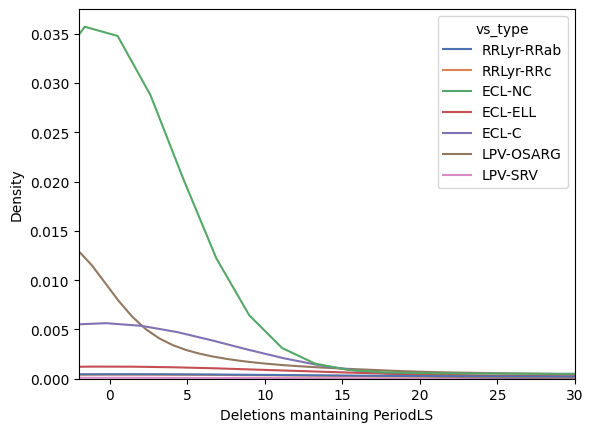 vs_type
RRLyr-RRab
RRLyr-RRc
ECL-NC
ECL-ELL
ECL-C
LPV-OSARG
LPV-SRV
0.035
0.030
0.025
0.020
0.015
0.010
0.005
0.000
Density
0 5 10 15 20 25 30
Deletions mantaining PeriodLS